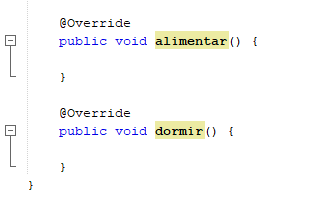 @Override
public void alimentar() {
}
@Override
public void dormir() {
}
}